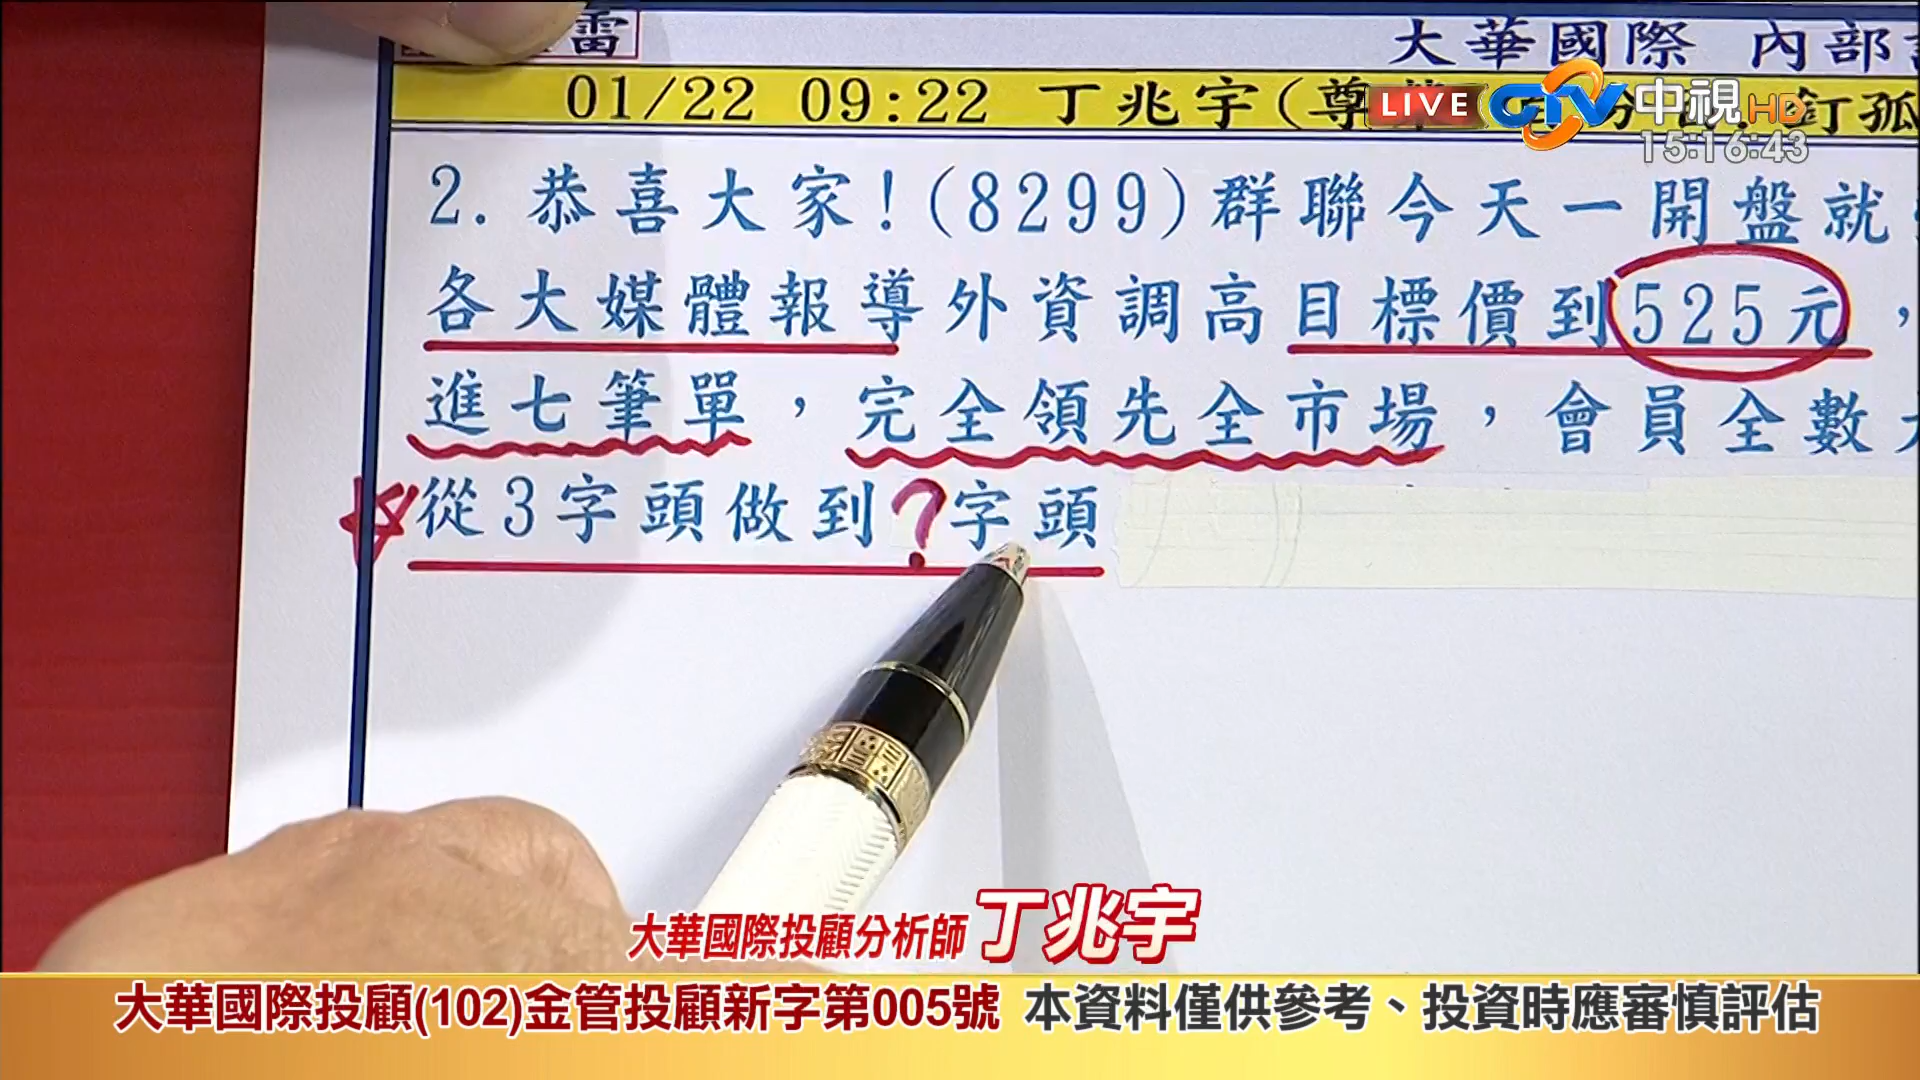 雷
大華國際 內部
01/22 09:22 丁兆宇(尊
釘孤
LIVE CTV 中視HD
15:16:43
2. 恭喜大家!(8299)群聯今天一開盤就
各大媒體報導外資調高目標價到525元，
進七筆單，完全領先全市場，會員全數
從3字頭做到?字頭
大華國際投顧分析師 丁兆宇
大華國際投顧(102)金管投顧新字第005號 本資料僅供參考、投資時應審慎評估